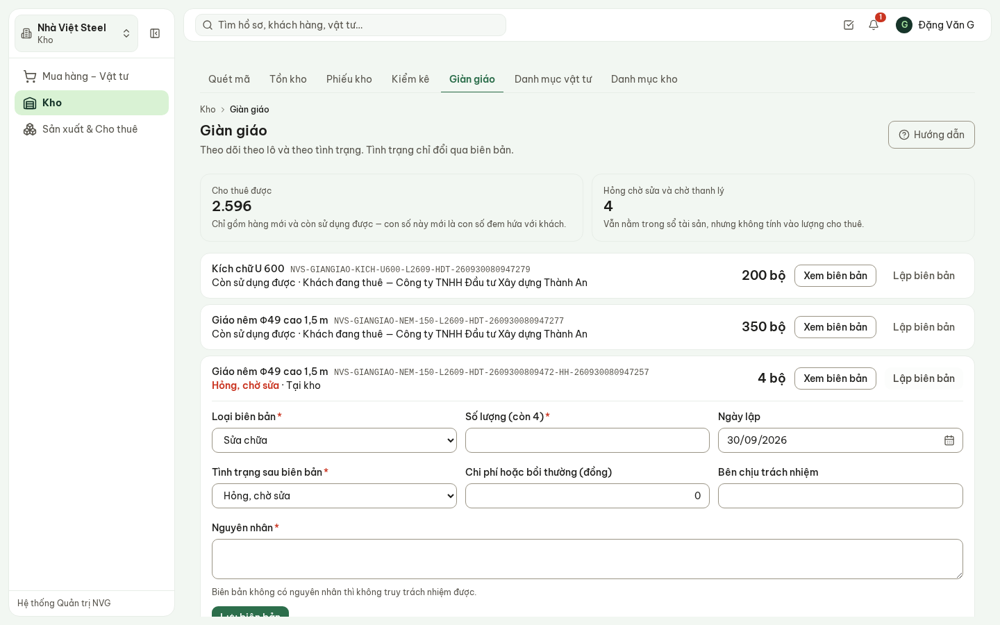 Nhà Việt Steel
Kho
Mua hàng – Vật tư
Kho
Sản xuất & Cho thuê
Hệ thống Quản trị NVG
Tìm hồ sơ, khách hàng, vật tư...
1
G
Đặng Văn G
Quét mã
Tồn kho
Phiếu kho
Kiểm kê
Giàn giáo
Danh mục vật tư
Danh mục kho
Kho > Giàn giáo
Giàn giáo
Theo dõi theo lô và theo tình trạng. Tình trạng chỉ đổi qua biên bản.
Hướng dẫn
Cho thuê được
2.596
Chỉ gồm hàng mới và còn sử dụng được — con số này mới là con số đem hứa với khách.
Hỏng chờ sửa và chờ thanh lý
4
Vẫn nằm trong sổ tài sản, nhưng không tính vào lượng cho thuê.
Kích chữ U 600 NVS-GIANGIAO-KICH-U600-L2609-HDT-260930080947279
Còn sử dụng được · Khách đang thuê — Công ty TNHH Đầu tư Xây dựng Thành An
200 bộ
Xem biên bản
Lập biên bản
Giáo nêm Φ49 cao 1,5 m NVS-GIANGIAO-NEM-150-L2609-HDT-260930080947277
Còn sử dụng được · Khách đang thuê — Công ty TNHH Đầu tư Xây dựng Thành An
350 bộ
Xem biên bản
Lập biên bản
Giáo nêm Φ49 cao 1,5 m NVS-GIANGIAO-NEM-150-L2609-HDT-2609300809472-HH-260930080947257
Hỏng, chờ sửa · Tại kho
4 bộ
Xem biên bản
Lập biên bản
Loại biên bản *
Số lượng (còn 4) *
Ngày lập
Sửa chữa
30/09/2026
Tình trạng sau biên bản *
Chi phí hoặc bồi thường (đồng)
Bên chịu trách nhiệm
Hỏng, chờ sửa
0
Nguyên nhân *
Biên bản không có nguyên nhân thì không truy trách nhiệm được.
Lưu biên bản